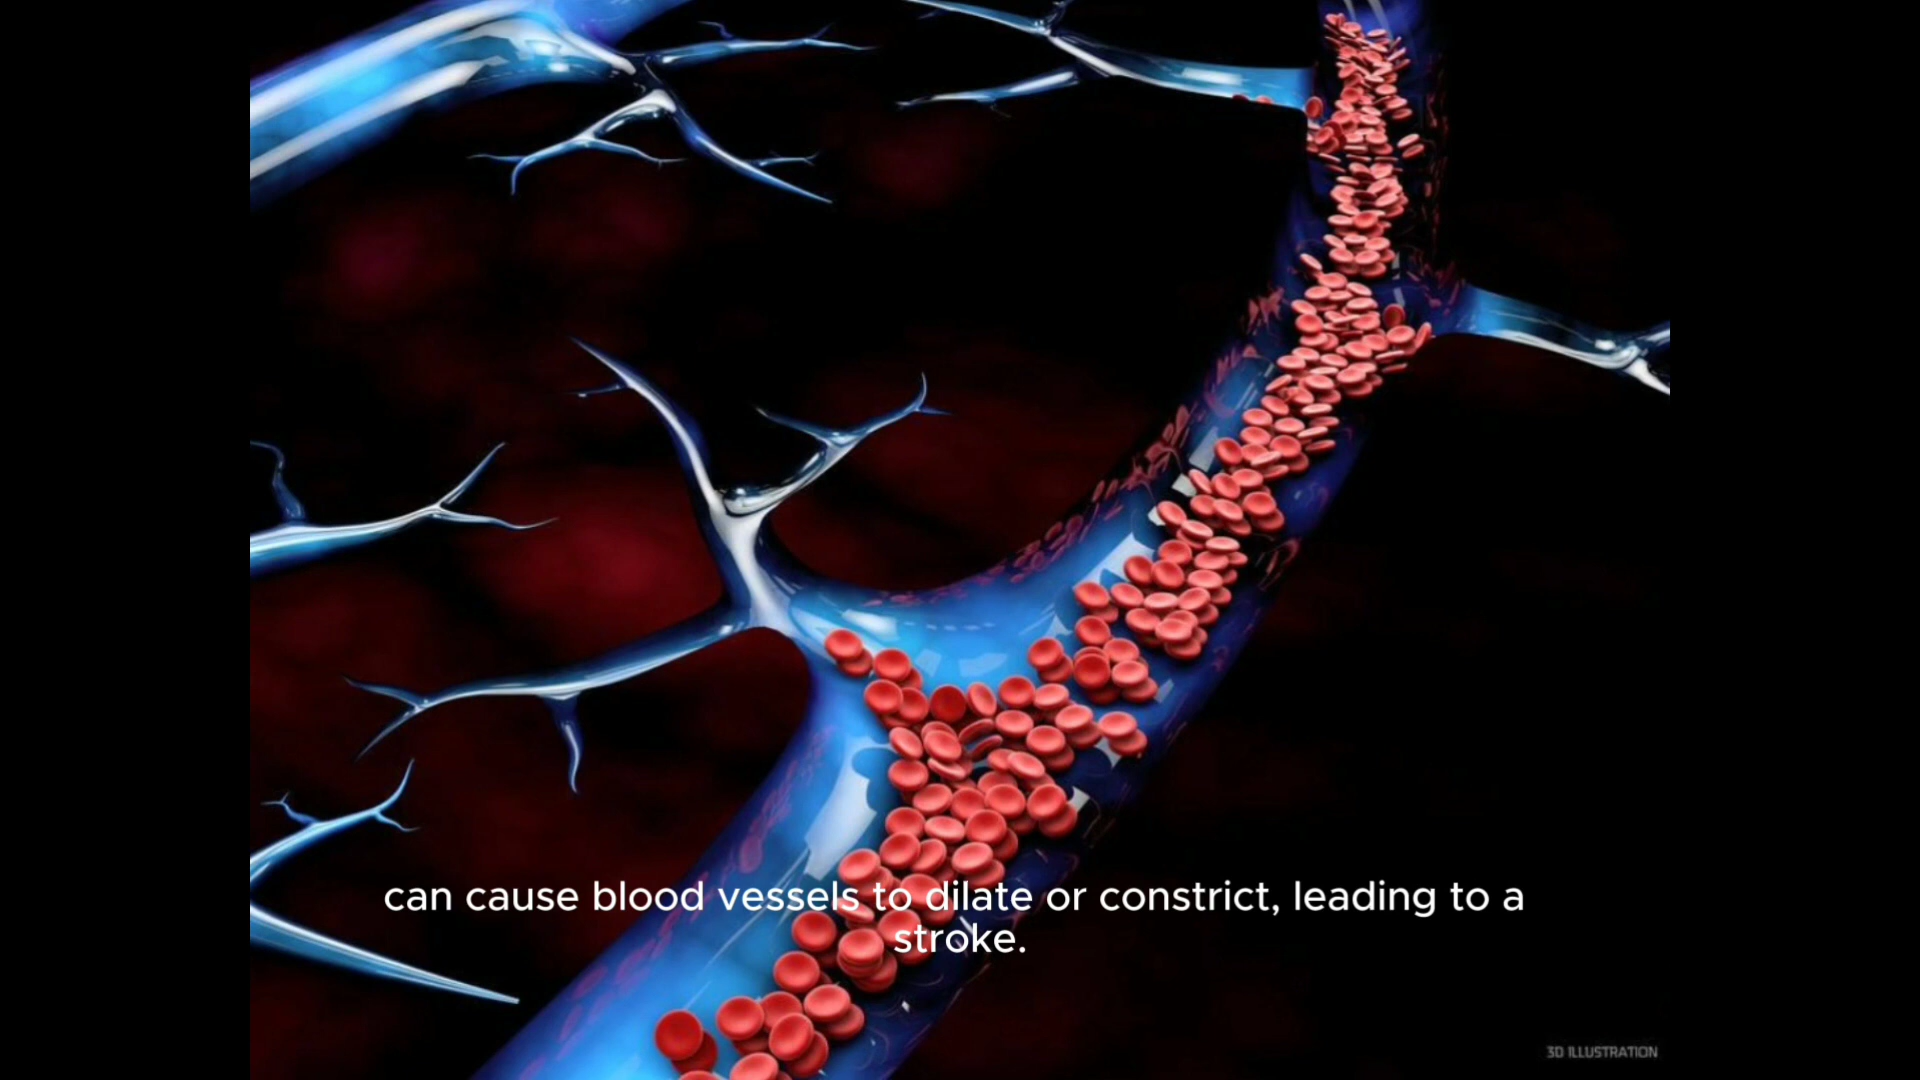 can cause blood vessels to dilate or constrict, leading to a
stroke.
3D ILLUSTRATION